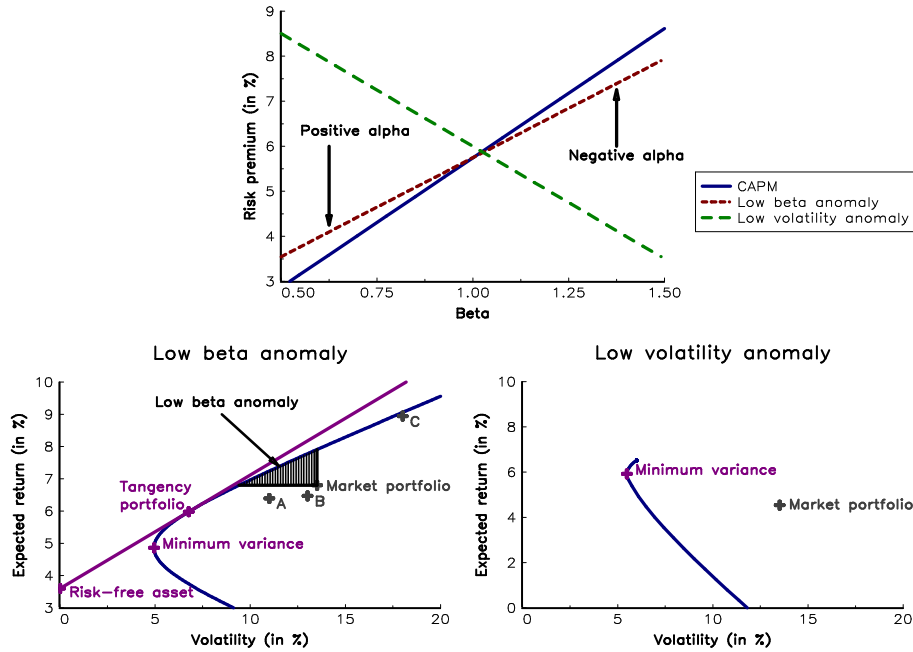 9
8
7
6
5
4
3
Risk premium (in %)
Positive alpha
Negative alpha
0.50
0.75
1.00
1.25
1.50
Beta
CAPM
Low beta anomaly
Low volatility anomaly
Low beta anomaly
10
9
8
7
6
5
4
3
Expected return (in %)
Low beta anomaly
C
Market portfolio
A
B
Tangency
portfolio
Minimum variance
Risk-free asset
0
5
10
15
20
Volatility (in %)
Low volatility anomaly
10
8
6
4
2
0
Expected return (in %)
Minimum variance
Market portfolio
0
5
10
15
20
Volatility (in %)